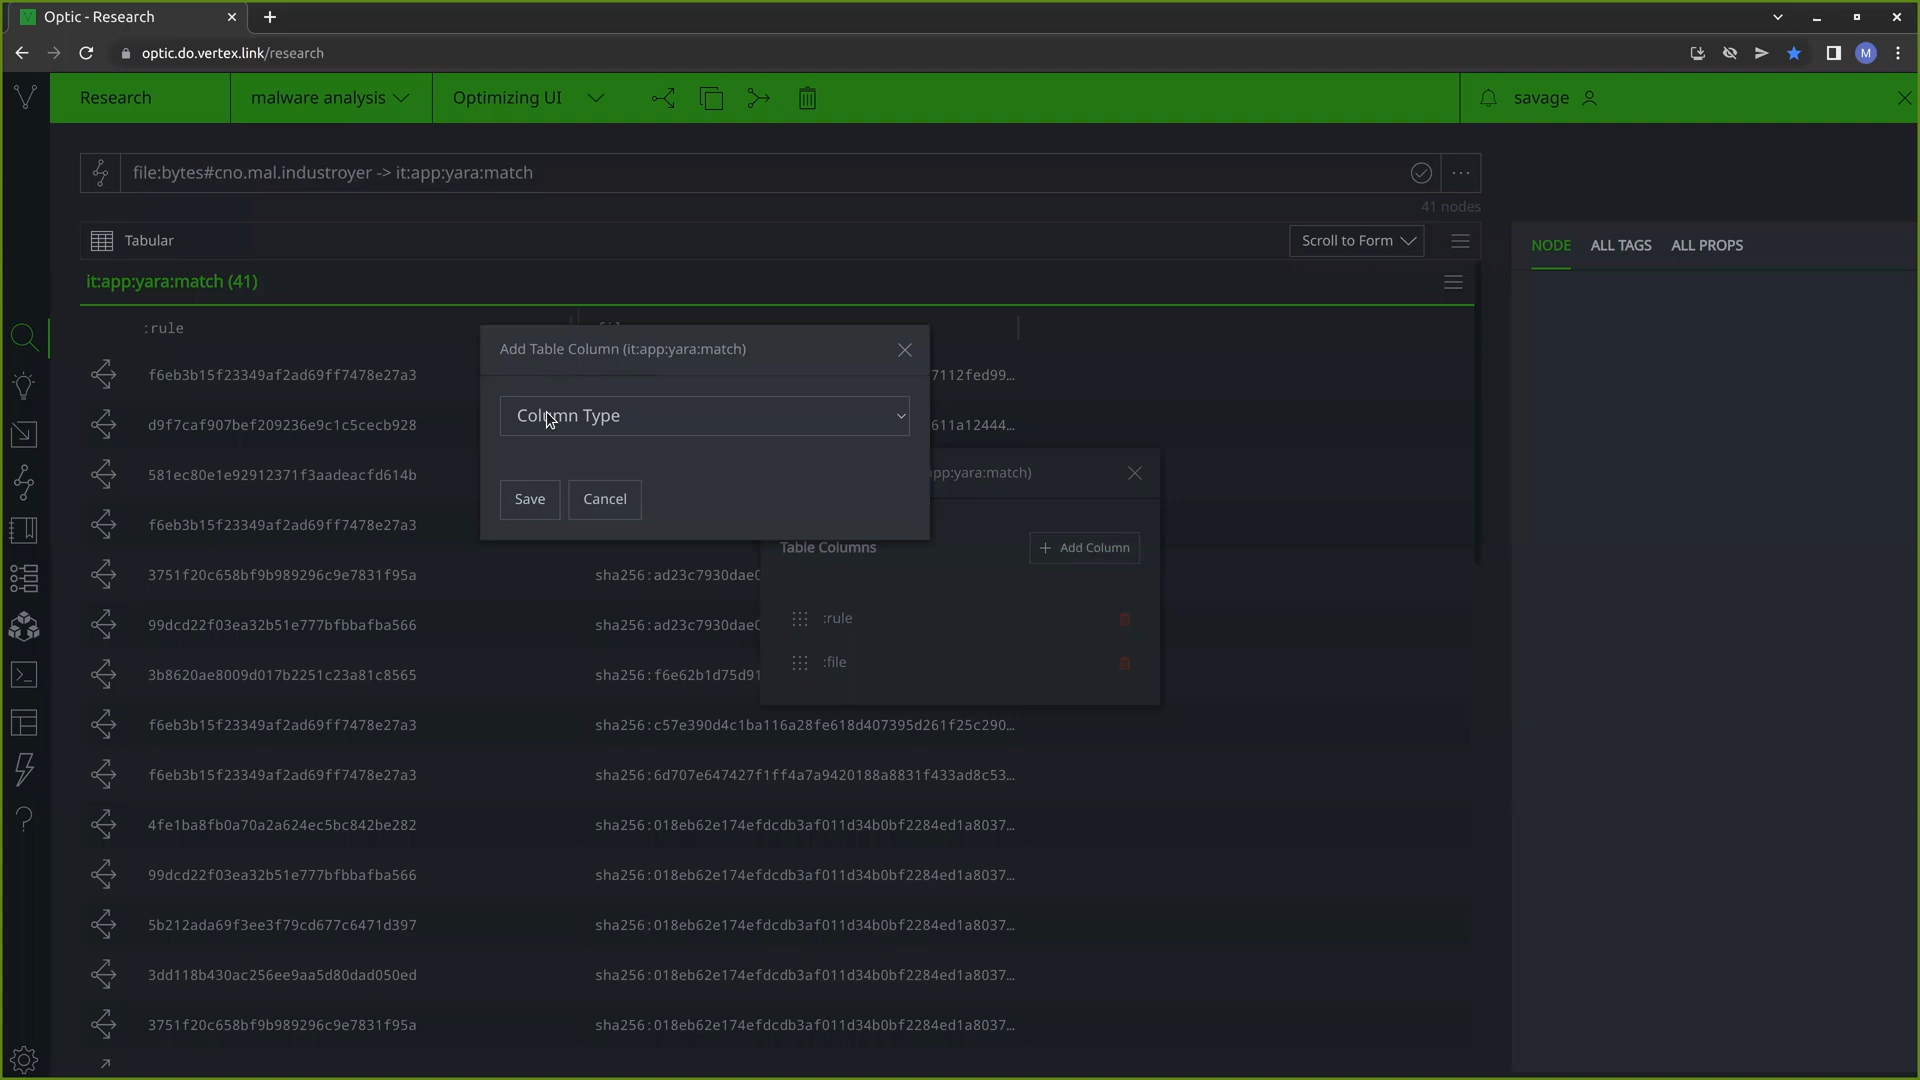 Optic - Research
optic.do.vertex.link/research
M
Research
malware analysis
Optimizing UI
savage
file:bytes#cno.mal.industroyer -> it:app:yara:match
41 nodes
Tabular
Scroll to Form
NODE
ALL TAGS
ALL PROPS
it:app:yara:match (41)
:rule
Add Table Column (it:app:yara:match)
Column Type
Save
Cancel
app:yara:match)
Table Columns
Add Column
:rule
:file
f6eb3b15f23349af2ad69ff7478e27a3
7112fed99…
d9f7caf907bef209236e9c1c5cecb928
611a12444…
581ec80e1e92912371f3aadeacfd614b
f6eb3b15f23349af2ad69ff7478e27a3
3751f20c658bf9b989296c9e7831f95a
sha256:ad23c7930dae
99dcd22f03ea32b51e777bfbbafba566
sha256:ad23c7930dae
3b8620ae8009d017b2251c23a81c8565
sha256:f6e62b1d75d91
f6eb3b15f23349af2ad69ff7478e27a3
sha256:c57e390d4c1ba116a28fe618d407395d261f25c290…
f6eb3b15f23349af2ad69ff7478e27a3
sha256:6d707e647427f1ff4a7a9420188a8831f433ad8c53…
4fe1ba8fb0a70a2a624ec5bc842be282
sha256:018eb62e174efdcdb3af011d34b0bf2284ed1a8037…
99dcd22f03ea32b51e777bfbbafba566
sha256:018eb62e174efdcdb3af011d34b0bf2284ed1a8037…
5b212ada69f3ee3f79cd677c6471d397
sha256:018eb62e174efdcdb3af011d34b0bf2284ed1a8037…
3dd118b430ac256ee9aa5d80dad050ed
sha256:018eb62e174efdcdb3af011d34b0bf2284ed1a8037…
3751f20c658bf9b989296c9e7831f95a
sha256:018eb62e174efdcdb3af011d34b0bf2284ed1a8037…